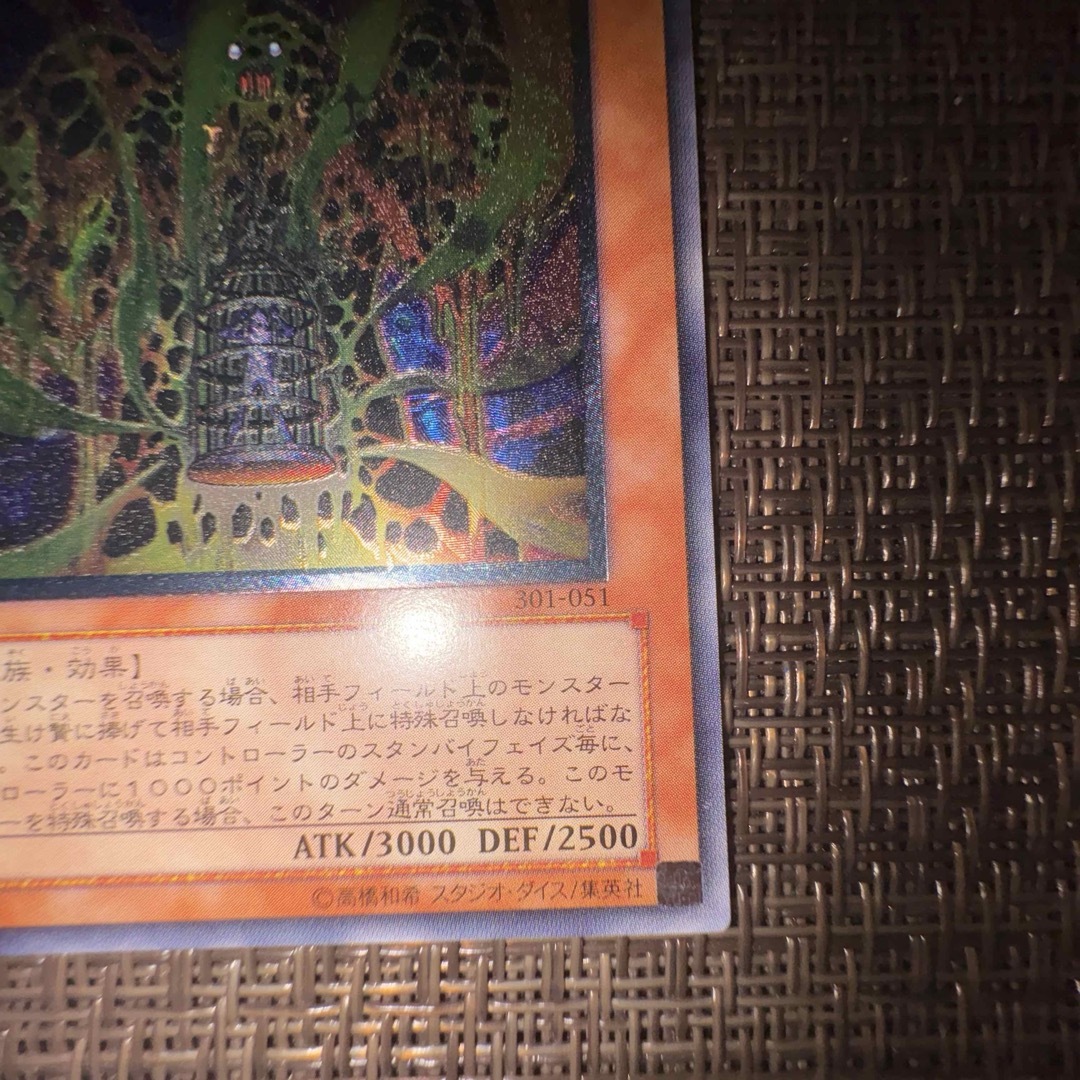 301-051
族・効果】
ンスターを召喚する場合、相手フィールド上のモンスター
生け贄に捧げて相手フィールド上に特殊召喚しなければな
。このカードはコントローラーのスタンバイフェイズ毎に、
ローラーに1000ポイントのダメージを与える。このモ
ーを特殊召喚する場合、このターン通常召喚はできない。
ATK/3000 DEF/2500
©高橋和希 スタジオ・ダイス/集英社